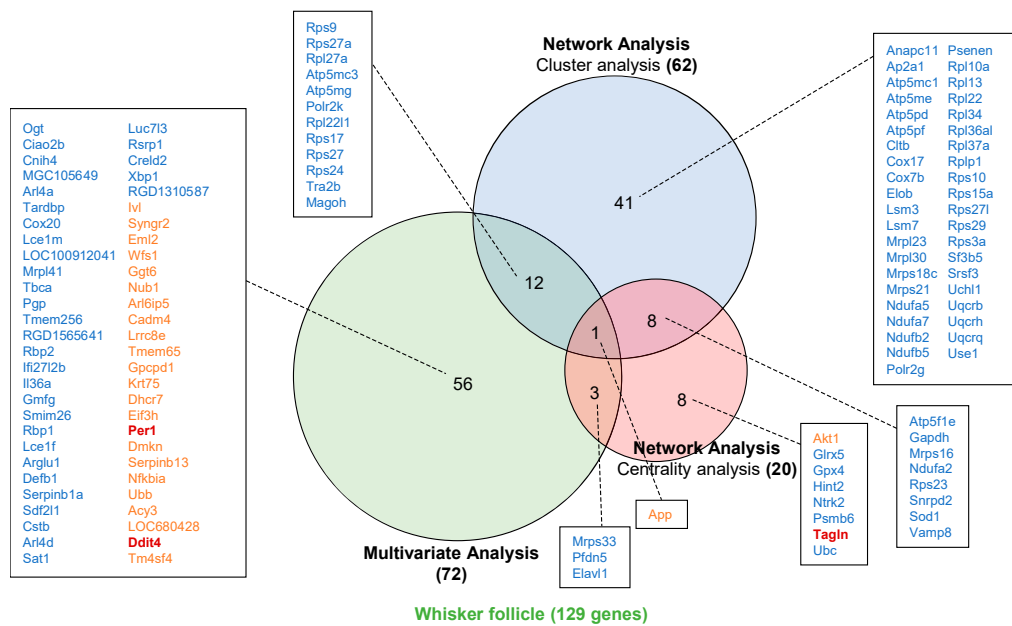 Rps9
Rps27a
Rpl27a
Atp5mc3
Atp5mg
Polr2k
Rpl22l1
Rps17
Rps27
Rps24
Tra2b
Magoh
Network Analysis
Cluster analysis (62)
Anapc11 Psenen
Ap2a1 Rpl10a
Atp5mc1 Rpl13
Atp5me Rpl22
Atp5pd Rpl34
Atp5pf Rpl36al
Cltb Rpl37a
Cox17 Rplp1
Cox7b Rps10
Elob Rps15a
Lsm3 Rps27l
Lsm7 Rps29
Mrpl23 Rps3a
Mrpl30 Sf3b5
Mrps18c Srsf3
Mrps21 Uchl1
Ndufa5 Uqcrb
Ndufa7 Uqcrh
Ndufb2 Uqcrq
Ndufb5 Use1
Polr2g
Ogt Luc7l3
Ciao2b Rsrp1
Cnih4 Creld2
MGC105649 Xbp1
Arl4a RGD1310587
Tardbp Ivl
Cox20 Syngr2
Lce1m Eml2
LOC100912041 Wfs1
Mrpl41 Ggt6
Tbca Nub1
Pgp Arl6ip5
Tmem256 Cadm4
RGD1565641 Lrrc8e
Rbp2 Tmem65
Ifi27l2b Gpcpd1
Il36a Krt75
Gmfg Dhcr7
Smim26 Eif3h
Rbp1 Per1
Lce1f Dmkn
Arglu1 Serpinb13
Defb1 Nfkbia
Serpinb1a Ubb
Sdf2l1 Acy3
Cstb LOC680428
Arl4d Ddit4
Sat1 Tm4sf4
41
12
1
8
56
3
8
Network Analysis
Centrality analysis (20)
Akt1
Glrx5
Gpx4
Hint2
Ntrk2
Psmb6
Tagln
Ubc
Atp5f1e
Gapdh
Mrps16
Ndufa2
Rps23
Snrpd2
Sod1
Vamp8
App
Mrps33
Pfdn5
Elavl1
Multivariate Analysis
(72)
Whisker follicle (129 genes)